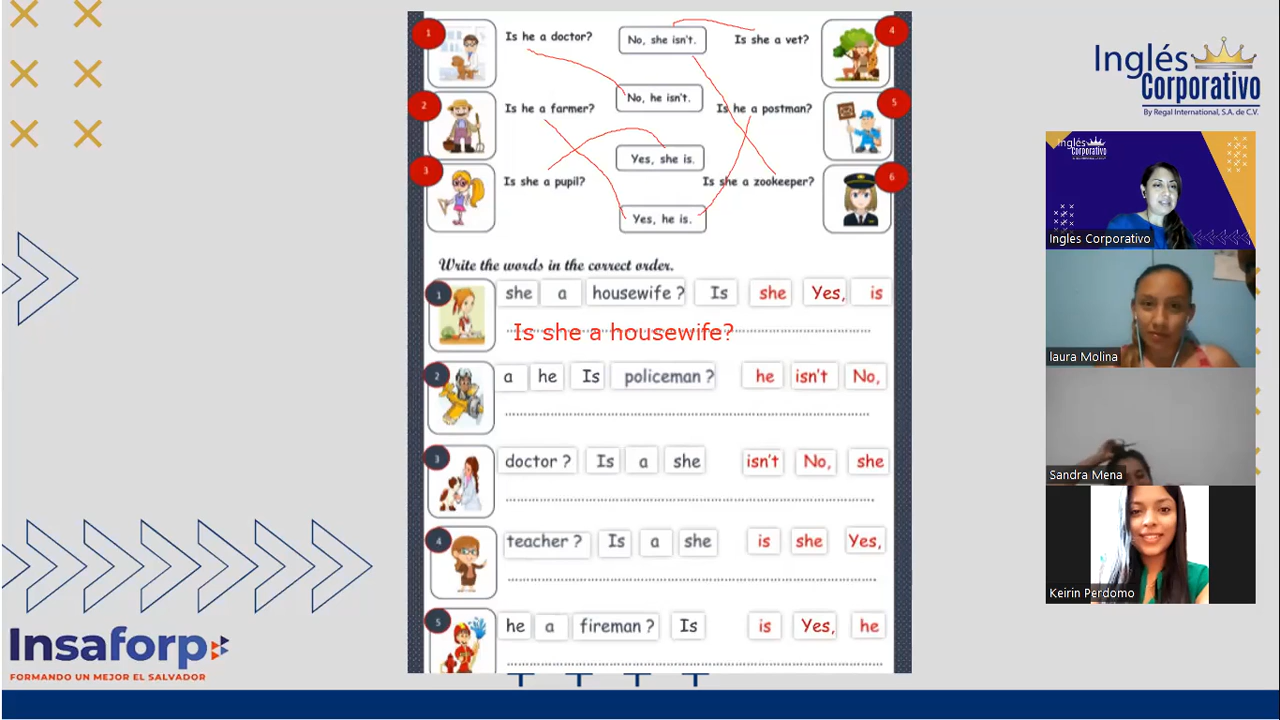 1 Is he a doctor? No, she isn't. Is she a vet? 4
No, he isn't.
2 Is he a farmer? Is he a postman? 5
Yes, she is.
3 Is she a pupil? Is she a zookeeper? 6
Yes, he is.
Write the words in the correct order.
1 she a housewife ? Is she Yes, is
Is she a housewife?
2 a he Is policeman ? he isn't No,
3 doctor ? Is a she isn't No, she
4 teacher ? Is a she is she Yes,
5 he a fireman ? Is is Yes, he
Insaforp
FORMANDO UN MEJOR EL SALVADOR
Inglés
Corporativo
By Regal International, S.A. de C.V.
Inglés
Corporativo
Ingles Corporativo
laura Molina
Sandra Mena
Keirin Perdomo